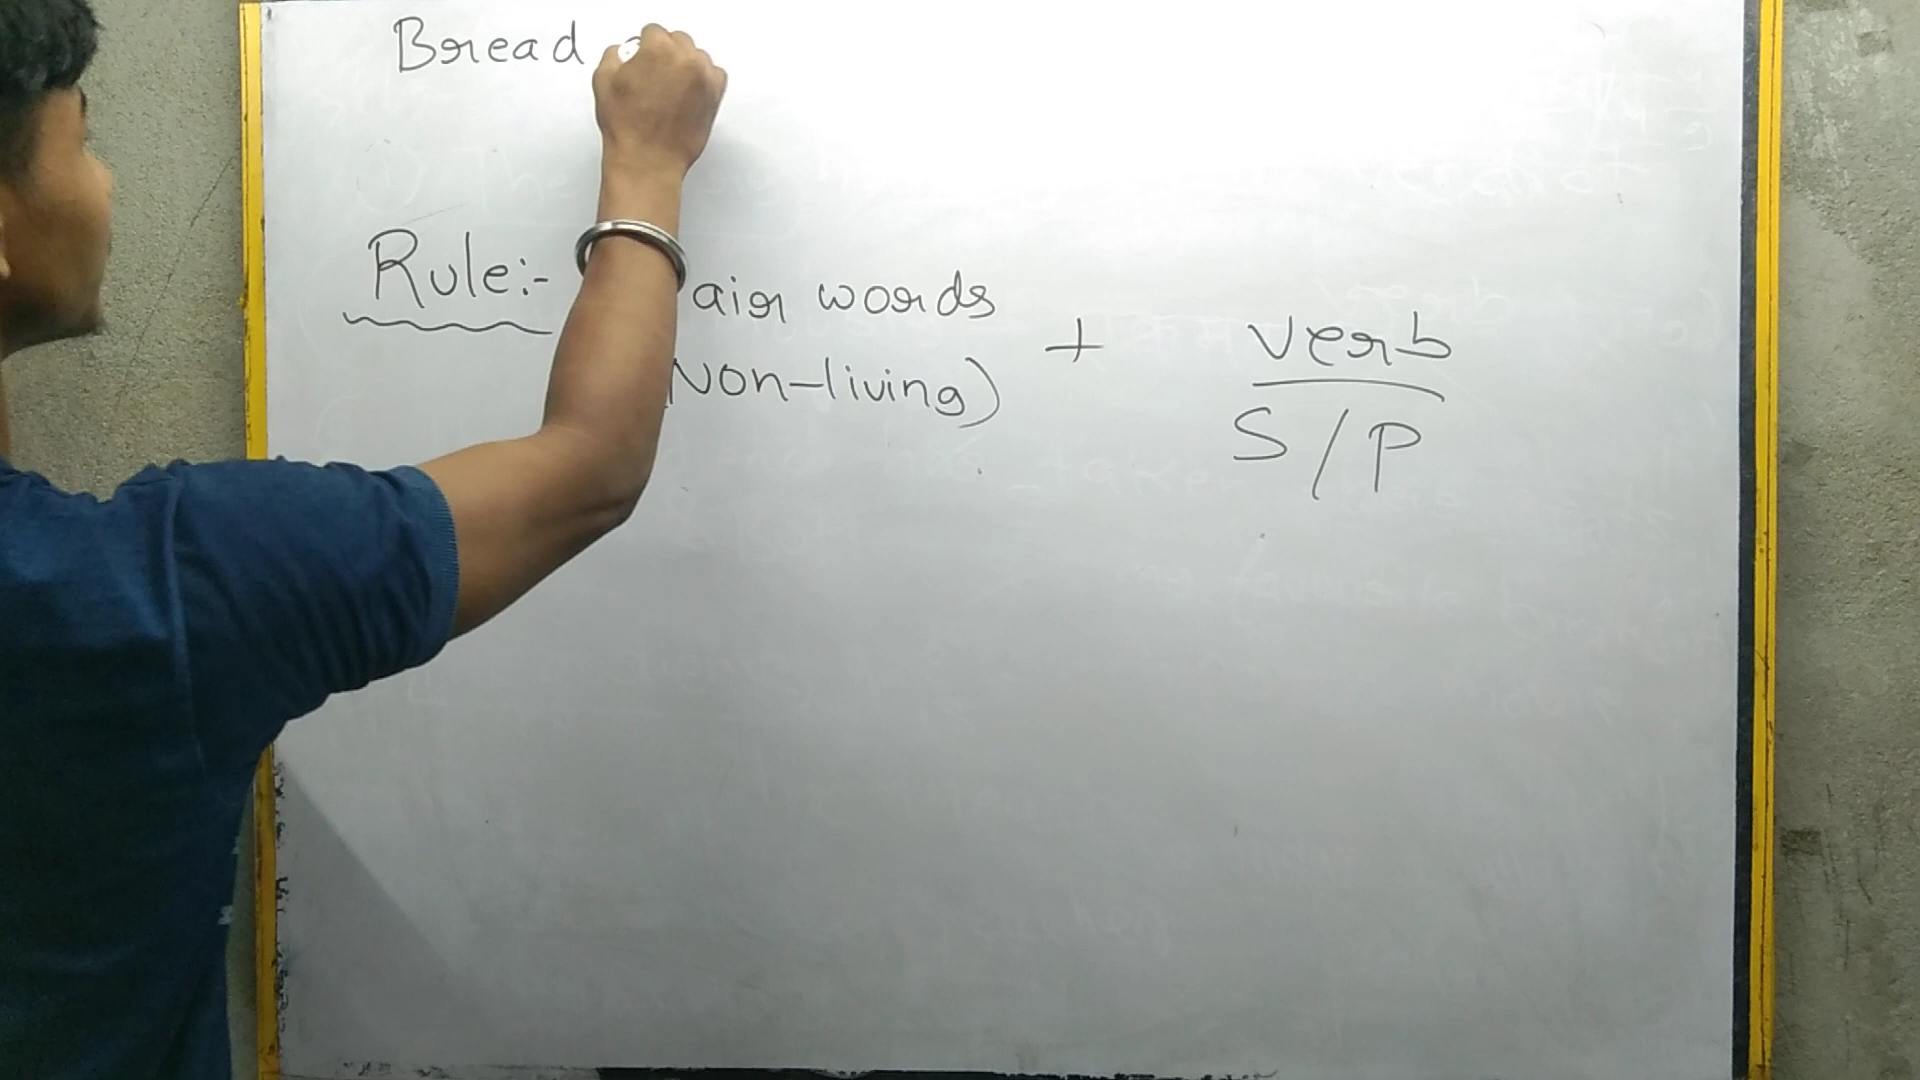 Bread
Rule:- air words
(Non-living)
+ verb
S/P